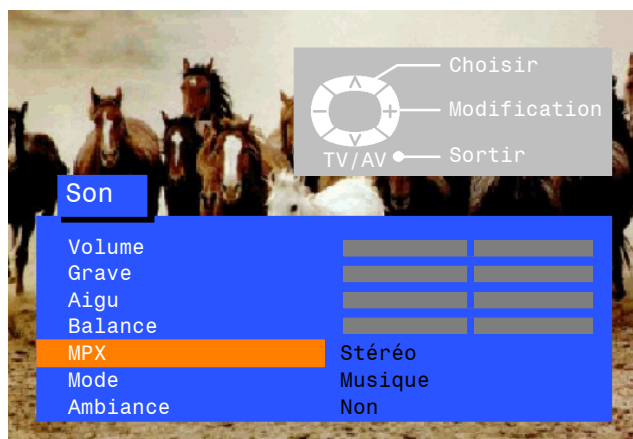 Choisir
Modification
TV/AV Sortir
Son
Volume
Grave
Aigu
Balance
MPX Stéréo
Mode Musique
Ambiance Non